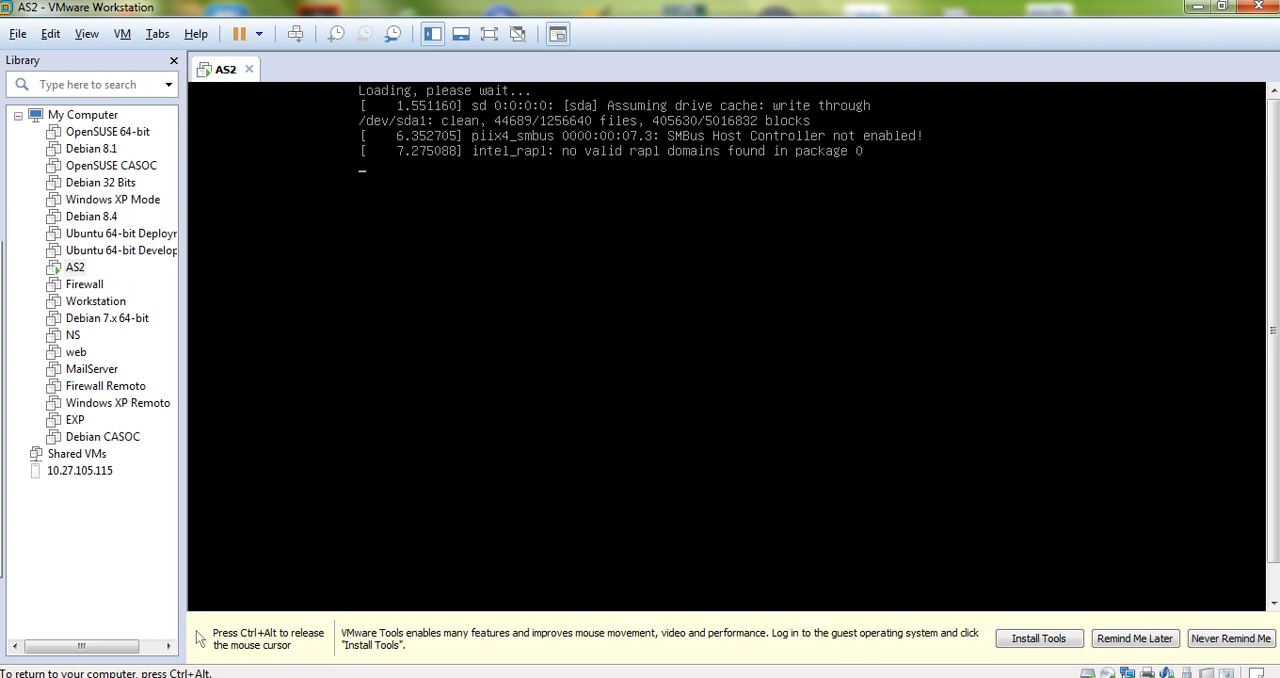 AS2 - VMware Workstation
File Edit View VM Tabs Help
Library
Type here to search
My Computer
OpenSUSE 64-bit
Debian 8.1
OpenSUSE CASOC
Debian 32 Bits
Windows XP Mode
Debian 8.4
Ubuntu 64-bit Deployn
Ubuntu 64-bit Develop
AS2
Firewall
Workstation
Debian 7.x 64-bit
NS
web
MailServer
Firewall Remoto
Windows XP Remoto
EXP
Debian CASOC
Shared VMs
10.27.105.115
AS2
Loading, please wait...
[    1.551160] sd 0:0:0:0: [sda] Assuming drive cache: write through
/dev/sda1: clean, 44689/1256640 files, 405630/5016832 blocks
[    6.352705] piix4_smbus 0000:00:07.3: SMBus Host Controller not enabled!
[    7.275088] intel_rapl: no valid rapl domains found in package 0
Press Ctrl+Alt to release
the mouse cursor
VMware Tools enables many features and improves mouse movement, video and performance. Log in to the guest operating system and click
"Install Tools".
Install Tools
Remind Me Later
Never Remind Me
To return to your computer, press Ctrl+Alt.